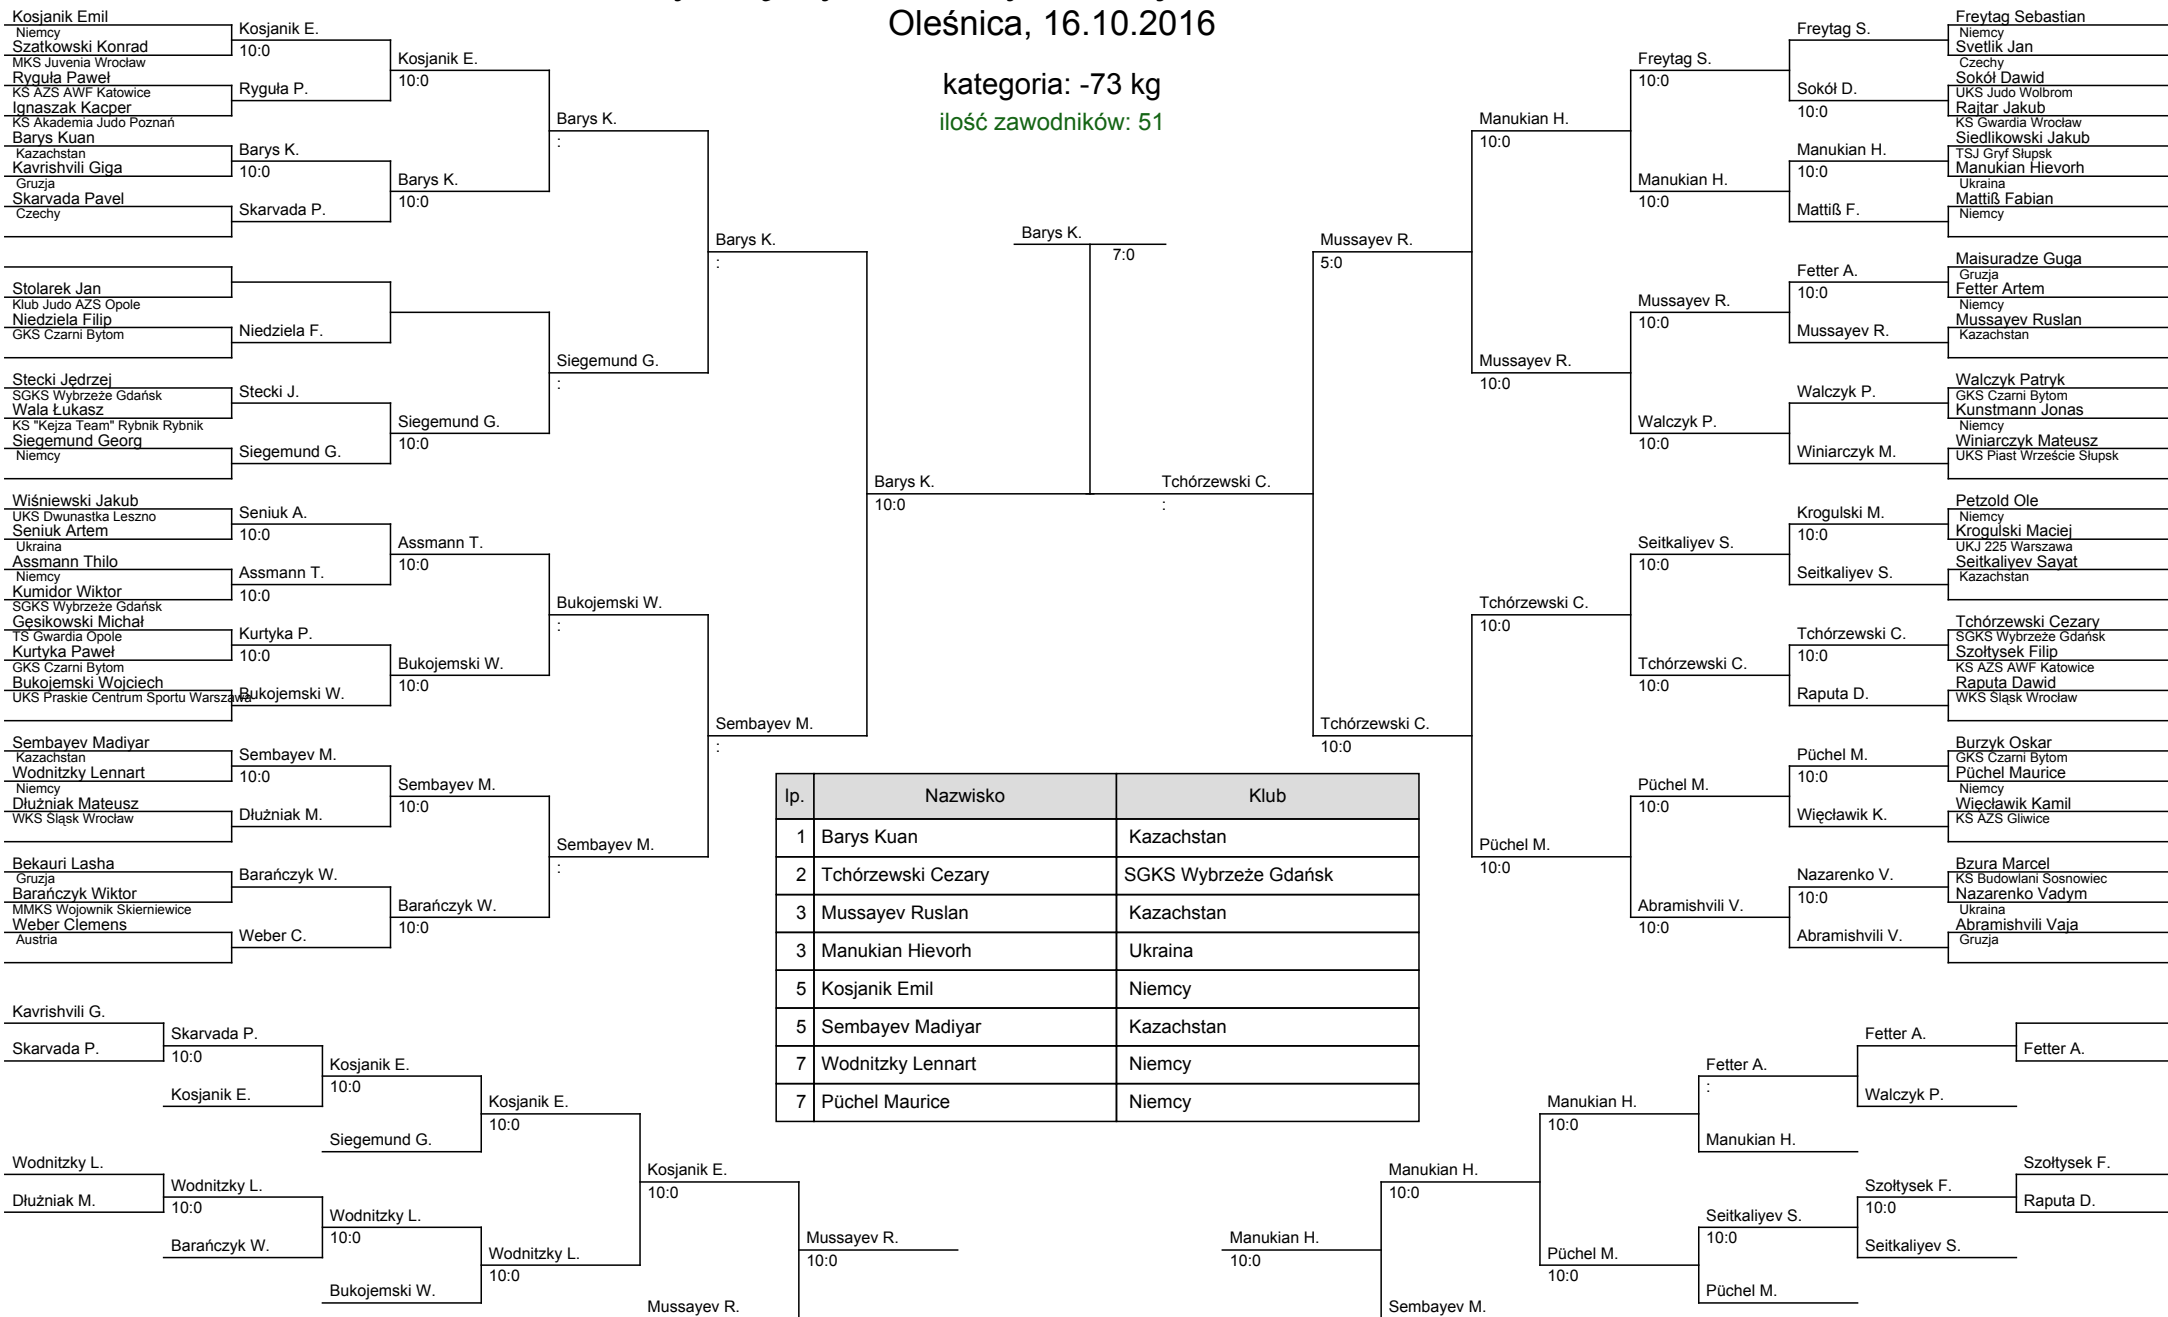 Oleśnica, 16.10.2016
kategoria: -73 kg
ilość zawodników: 51
Kosjanik Emil
Niemcy
Szatkowski Konrad
MKS Juvenia Wrocław
Ryguła Paweł
KS AZS AWF Katowice
Ignaszak Kacper
KS Akademia Judo Poznań
Barys Kuan
Kazachstan
Kavrishvili Giga
Gruzja
Skarvada Pavel
Czechy
Stolarek Jan
Klub Judo AZS Opole
Niedziela Filip
GKS Czarni Bytom
Stecki Jędrzej
SGKS Wybrzeże Gdańsk
Wala Łukasz
KS "Kejza Team" Rybnik Rybnik
Siegemund Georg
Niemcy
Wiśniewski Jakub
UKS Dwunastka Leszno
Seniuk Artem
Ukraina
Assmann Thilo
Niemcy
Kumidor Wiktor
SGKS Wybrzeże Gdańsk
Gęsikowski Michał
TS Gwardia Opole
Kurtyka Paweł
GKS Czarni Bytom
Bukojemski Wojciech
UKS Praskie Centrum Sportu Warszawa
Sembayev Madiyar
Kazachstan
Wodnitzky Lennart
Niemcy
Dłużniak Mateusz
WKS Śląsk Wrocław
Bekauri Lasha
Gruzja
Barańczyk Wiktor
MMKS Wojownik Skierniewice
Weber Clemens
Austria
Kosjanik E.
10:0
Ryguła P.
Barys K.
10:0
Skarvada P.
Niedziela F.
Stecki J.
Siegemund G.
Seniuk A.
10:0
Assmann T.
10:0
Kurtyka P.
10:0
Bukojemski W.
Sembayev M.
10:0
Dłużniak M.
Barańczyk W.
Weber C.
Kosjanik E.
10:0
Barys K.
10:0
Siegemund G.
10:0
Assmann T.
10:0
Bukojemski W.
10:0
Sembayev M.
10:0
Barańczyk W.
10:0
Barys K.
:
Siegemund G.
:
Bukojemski W.
:
Sembayev M.
:
Barys K.
:
Sembayev M.
:
Barys K.
10:0
Barys K.
7:0
Tchórzewski C.
:
Mussayev R.
5:0
Tchórzewski C.
10:0
Manukian H.
10:0
Mussayev R.
10:0
Tchórzewski C.
10:0
Püchel M.
10:0
Freytag S.
10:0
Manukian H.
10:0
Mussayev R.
10:0
Walczyk P.
10:0
Seitkaliyev S.
10:0
Tchórzewski C.
10:0
Püchel M.
10:0
Abramishvili V.
10:0
Freytag S.
Sokół D.
10:0
Manukian H.
10:0
Mattiß F.
Fetter A.
10:0
Mussayev R.
Walczyk P.
Winiarczyk M.
Krogulski M.
10:0
Seitkaliyev S.
Tchórzewski C.
10:0
Raputa D.
Püchel M.
10:0
Więcławik K.
Nazarenko V.
10:0
Abramishvili V.
Freytag Sebastian
Niemcy
Svetlik Jan
Czechy
Sokół Dawid
UKS Judo Wolbrom
Rajtar Jakub
KS Gwardia Wrocław
Siedlikowski Jakub
TSJ Gryf Słupsk
Manukian Hievorh
Ukraina
Mattiß Fabian
Niemcy
Maisuradze Guga
Gruzja
Fetter Artem
Niemcy
Mussayev Ruslan
Kazachstan
Walczyk Patryk
GKS Czarni Bytom
Kunstmann Jonas
Niemcy
Winiarczyk Mateusz
UKS Piast Wrzeście Słupsk
Petzold Ole
Niemcy
Krogulski Maciej
UKJ 225 Warszawa
Seitkaliyev Sayat
Kazachstan
Tchórzewski Cezary
SGKS Wybrzeże Gdańsk
Szołtysek Filip
KS AZS AWF Katowice
Raputa Dawid
WKS Śląsk Wrocław
Burzyk Oskar
GKS Czarni Bytom
Püchel Maurice
Niemcy
Więcławik Kamil
KS AZS Gliwice
Bzura Marcel
KS Budowlani Sosnowiec
Nazarenko Vadym
Ukraina
Abramishvili Vaja
Gruzja
lp. Nazwisko Klub
1 Barys Kuan Kazachstan
2 Tchórzewski Cezary SGKS Wybrzeże Gdańsk
3 Mussayev Ruslan Kazachstan
3 Manukian Hievorh Ukraina
5 Kosjanik Emil Niemcy
5 Sembayev Madiyar Kazachstan
7 Wodnitzky Lennart Niemcy
7 Püchel Maurice Niemcy
Kavrishvili G.
Skarvada P.
Wodnitzky L.
Dłużniak M.
Skarvada P.
10:0
Kosjanik E.
Wodnitzky L.
10:0
Barańczyk W.
Kosjanik E.
10:0
Siegemund G.
Wodnitzky L.
10:0
Bukojemski W.
Kosjanik E.
10:0
Wodnitzky L.
10:0
Kosjanik E.
10:0
Mussayev R.
Mussayev R.
10:0
Manukian H.
10:0
Manukian H.
10:0
Sembayev M.
Manukian H.
10:0
Püchel M.
10:0
Fetter A.
:
Manukian H.
Seitkaliyev S.
10:0
Püchel M.
Fetter A.
Walczyk P.
Szołtysek F.
10:0
Seitkaliyev S.
Fetter A.
Szołtysek F.
Raputa D.